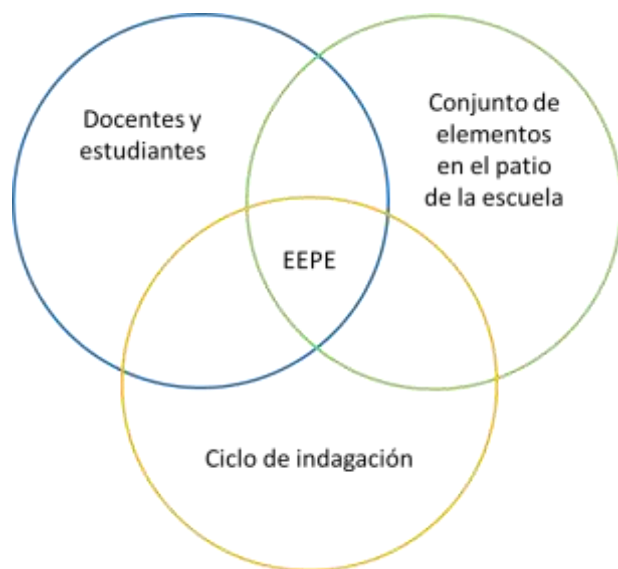 Docentes y
estudiantes
Conjunto de
elementos
en el patio
de la escuela
EEPE
Ciclo de indagación